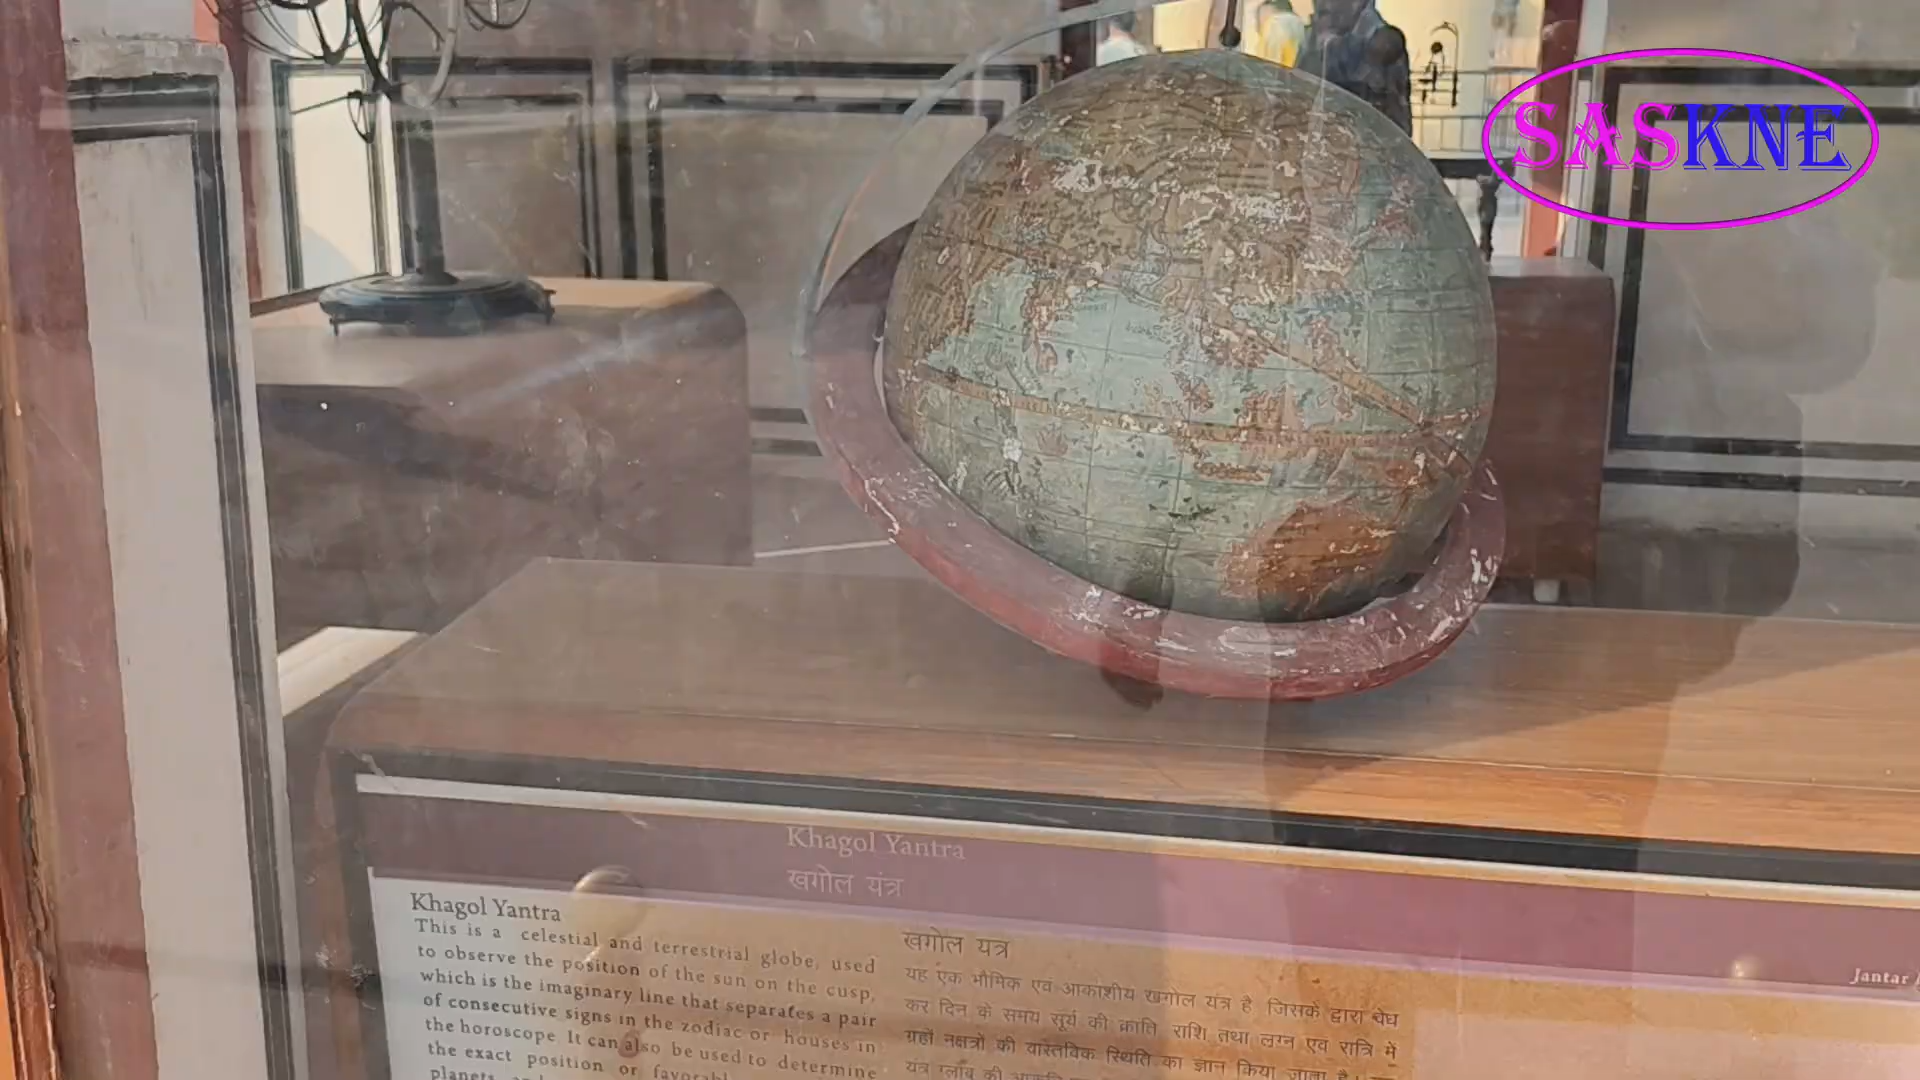 SASKNE
Khagol Yantra
खगोल यंत्र
Jantar
Khagol Yantra
This is a celestial and terrestrial globe, used
to observe the position of the sun on the cusp,
which is the imaginary line that separates a pair
of consecutive signs in the zodiac or houses in
the horoscope. It can also be used to determine
the exact position or
planets
खगोल यत्र
यह एक भौमिक एवं आकाशीय खगोल यंत्र है जिसके द्वारा बेध
कर दिन के समय सूर्य की क्राति राशि तथा लग्न एवं रात्रि में
ग्रहों नक्षत्रों की वास्तविक स्थिति का ज्ञान किया जाता है।
यंत्र ग्लॉब की